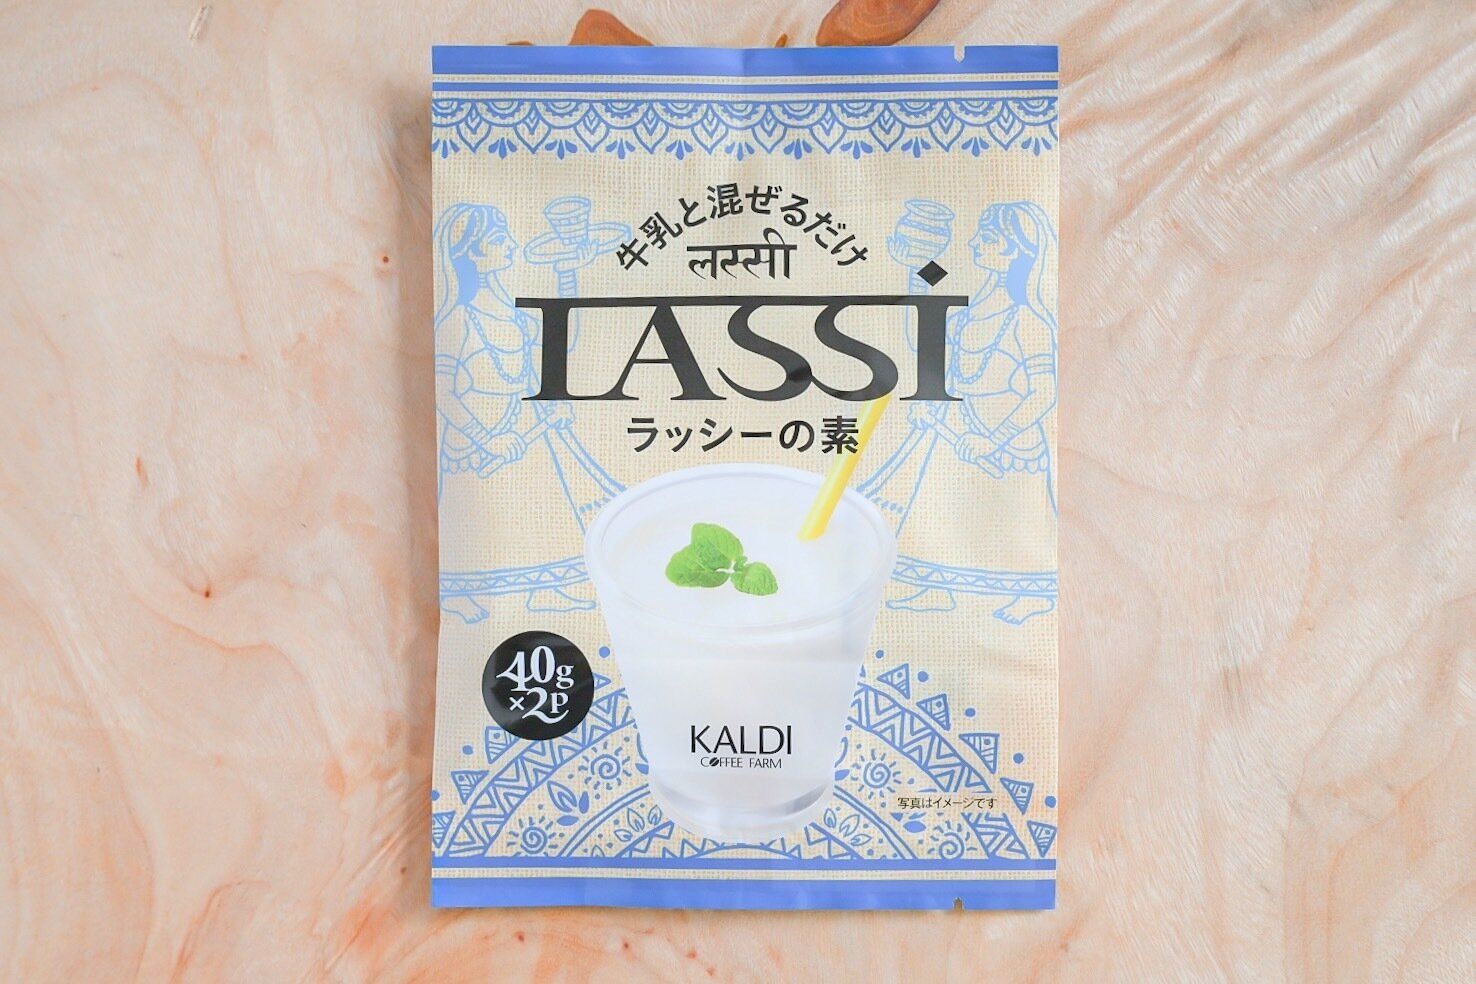 牛乳と混ぜるだけ
लस्सी
LASSi
ラッシーの素
40g
×2p
KALDI
COFFEE FARM
写真はイメージです